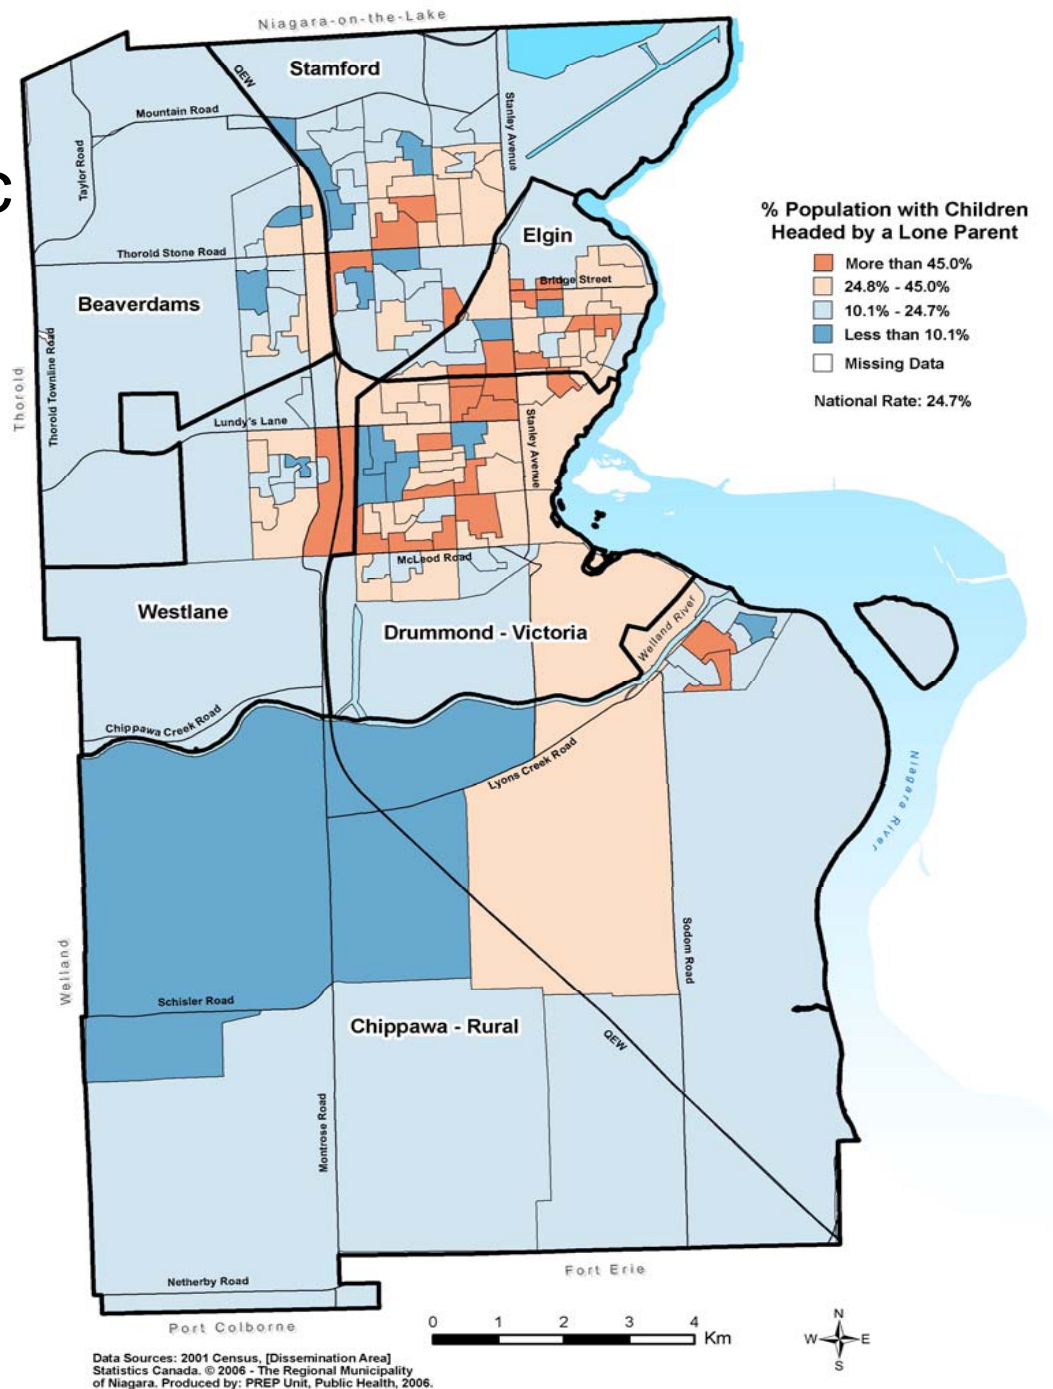 Niagara-on-the-Lake
Stamford
QEW
Mountain Road
Stanley Avenue
Taylor Road
C
% Population with Children
Headed by a Lone Parent
More than 45.0%
24.8% - 45.0%
10.1% - 24.7%
Less than 10.1%
Missing Data
National Rate: 24.7%
Elgin
Thorold Stone Road
Bridge Street
Beaverdams
Thorold Townline Road
Thorold
Lundy's Lane
Stanley Avenue
McLeod Road
Westlane
Drummond - Victoria
Welland River
Chippawa Creek Road
Lyons Creek Road
Niagara River
Welland
Sodom Road
Schisler Road
Chippawa - Rural
QEW
Montrose Road
Netherby Road
Fort Erie
Port Colborne
0 1 2 3 4 Km
N
W E
S
Data Sources: 2001 Census, [Dissemination Area]
Statistics Canada. © 2006 - The Regional Municipality
of Niagara. Produced by: PREP Unit, Public Health, 2006.